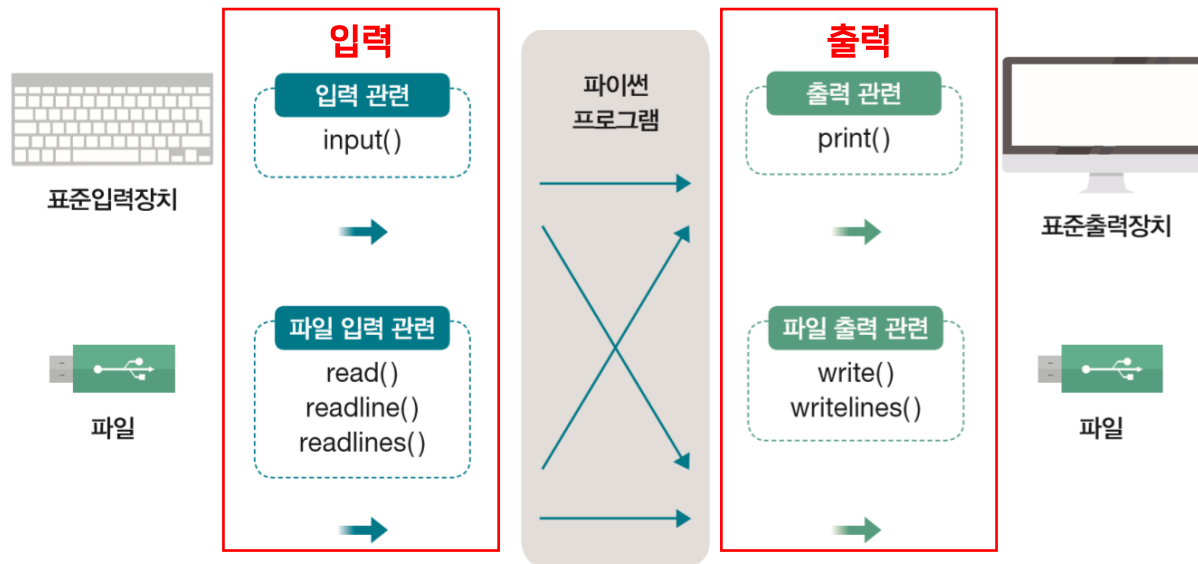 입력
출력
입력 관련
input()
파이썬
프로그램
출력 관련
print()
표준입력장치
표준출력장치
파일 입력 관련
read()
readline()
readlines()
파일 출력 관련
write()
writelines()
파일
파일